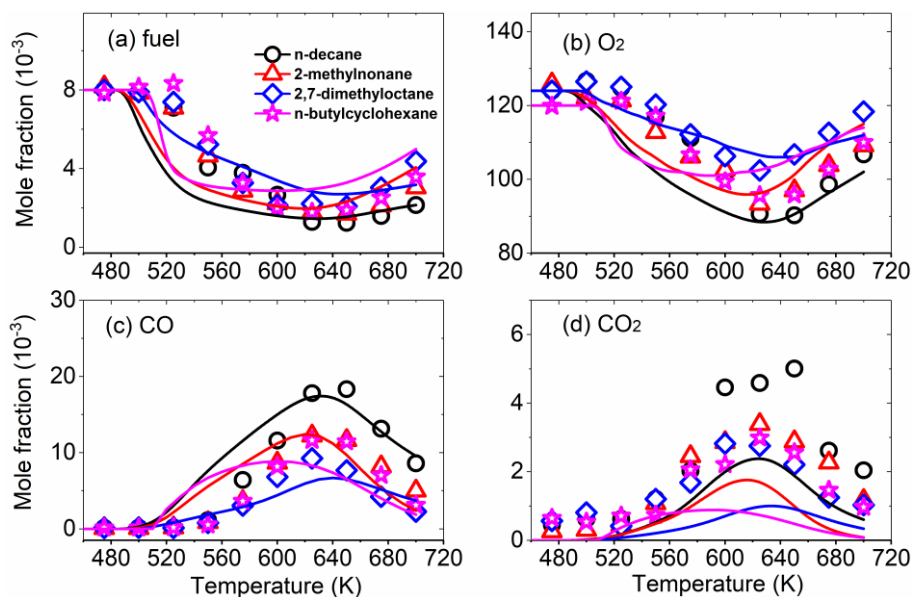 (a) fuel
n-decane
2-methylnonane
2,7-dimethyloctane
n-butylcyclohexane
Mole fraction (10⁻³)
12
8
4
0
480 520 560 600 640 680 720
(b) O₂
140
120
100
80
480 520 560 600 640 680 720
(c) CO
Mole fraction (10⁻³)
30
20
10
0
480 520 560 600 640 680 720
Temperature (K)
(d) CO₂
6
4
2
0
480 520 560 600 640 680 720
Temperature (K)